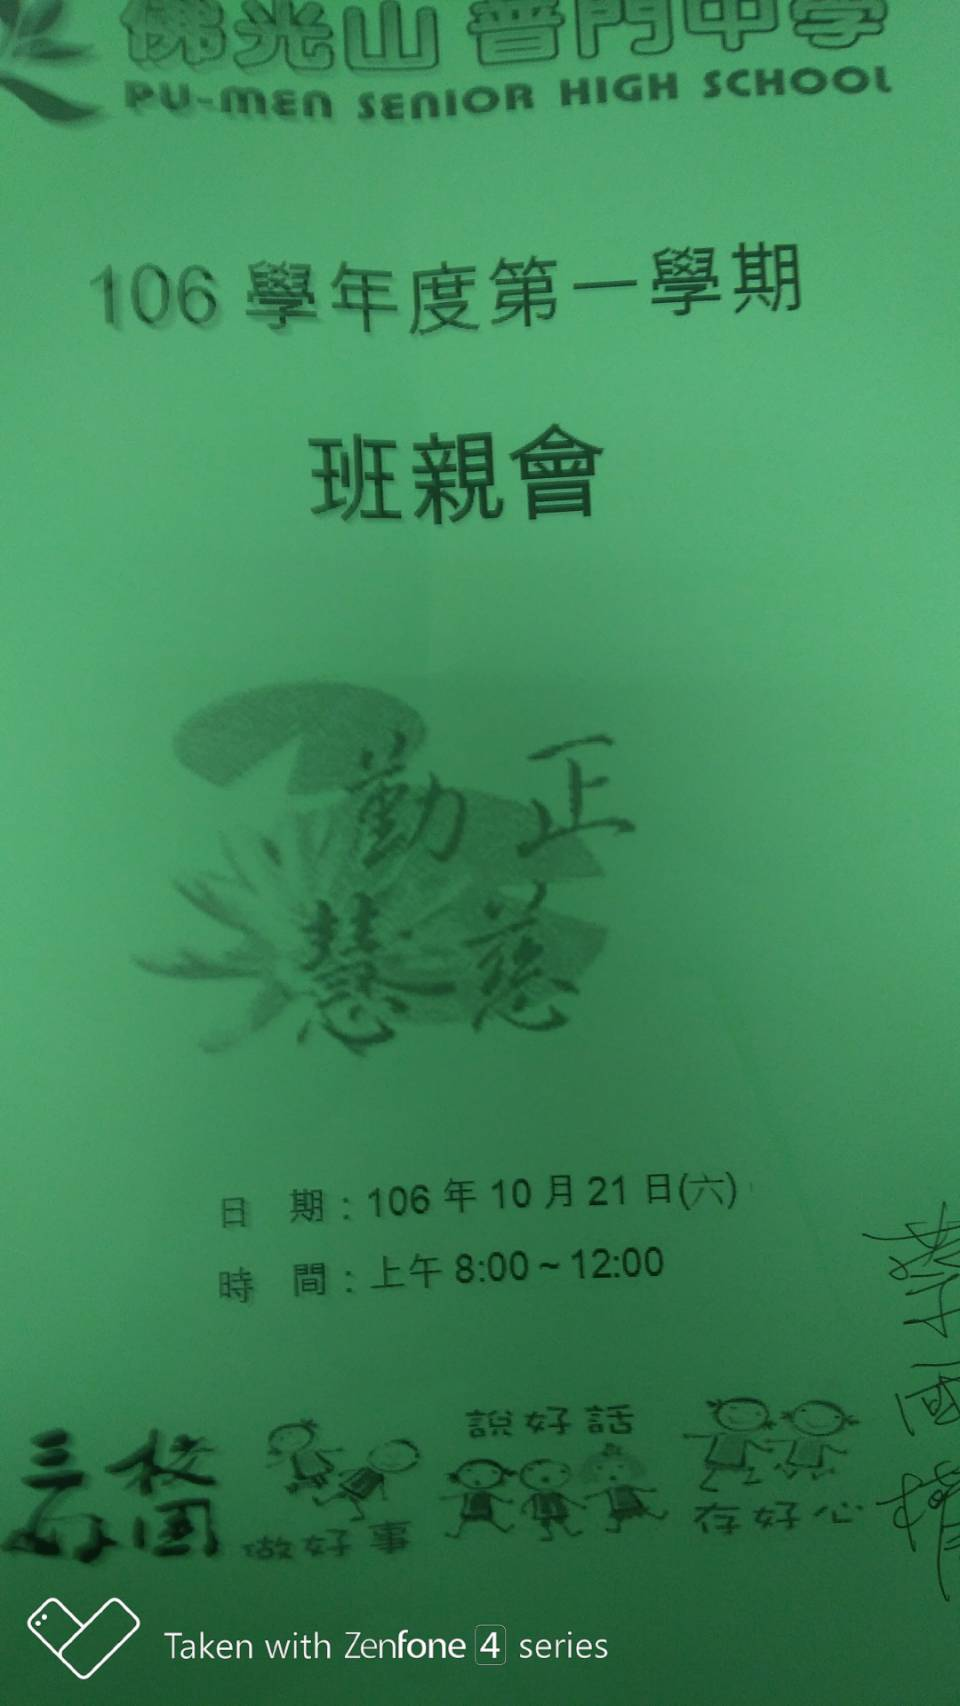 佛光山 普門中学
PU-MEN SENIOR HIGH SCHOOL
106 學年度第一學期
班親會
正慈
勤慧
日 期：106 年 10 月 21 日(六)
時 間：上午 8:00 ~ 12:00
三好校園
做好事
說好話
存好心
Taken with Zenfone 4 series